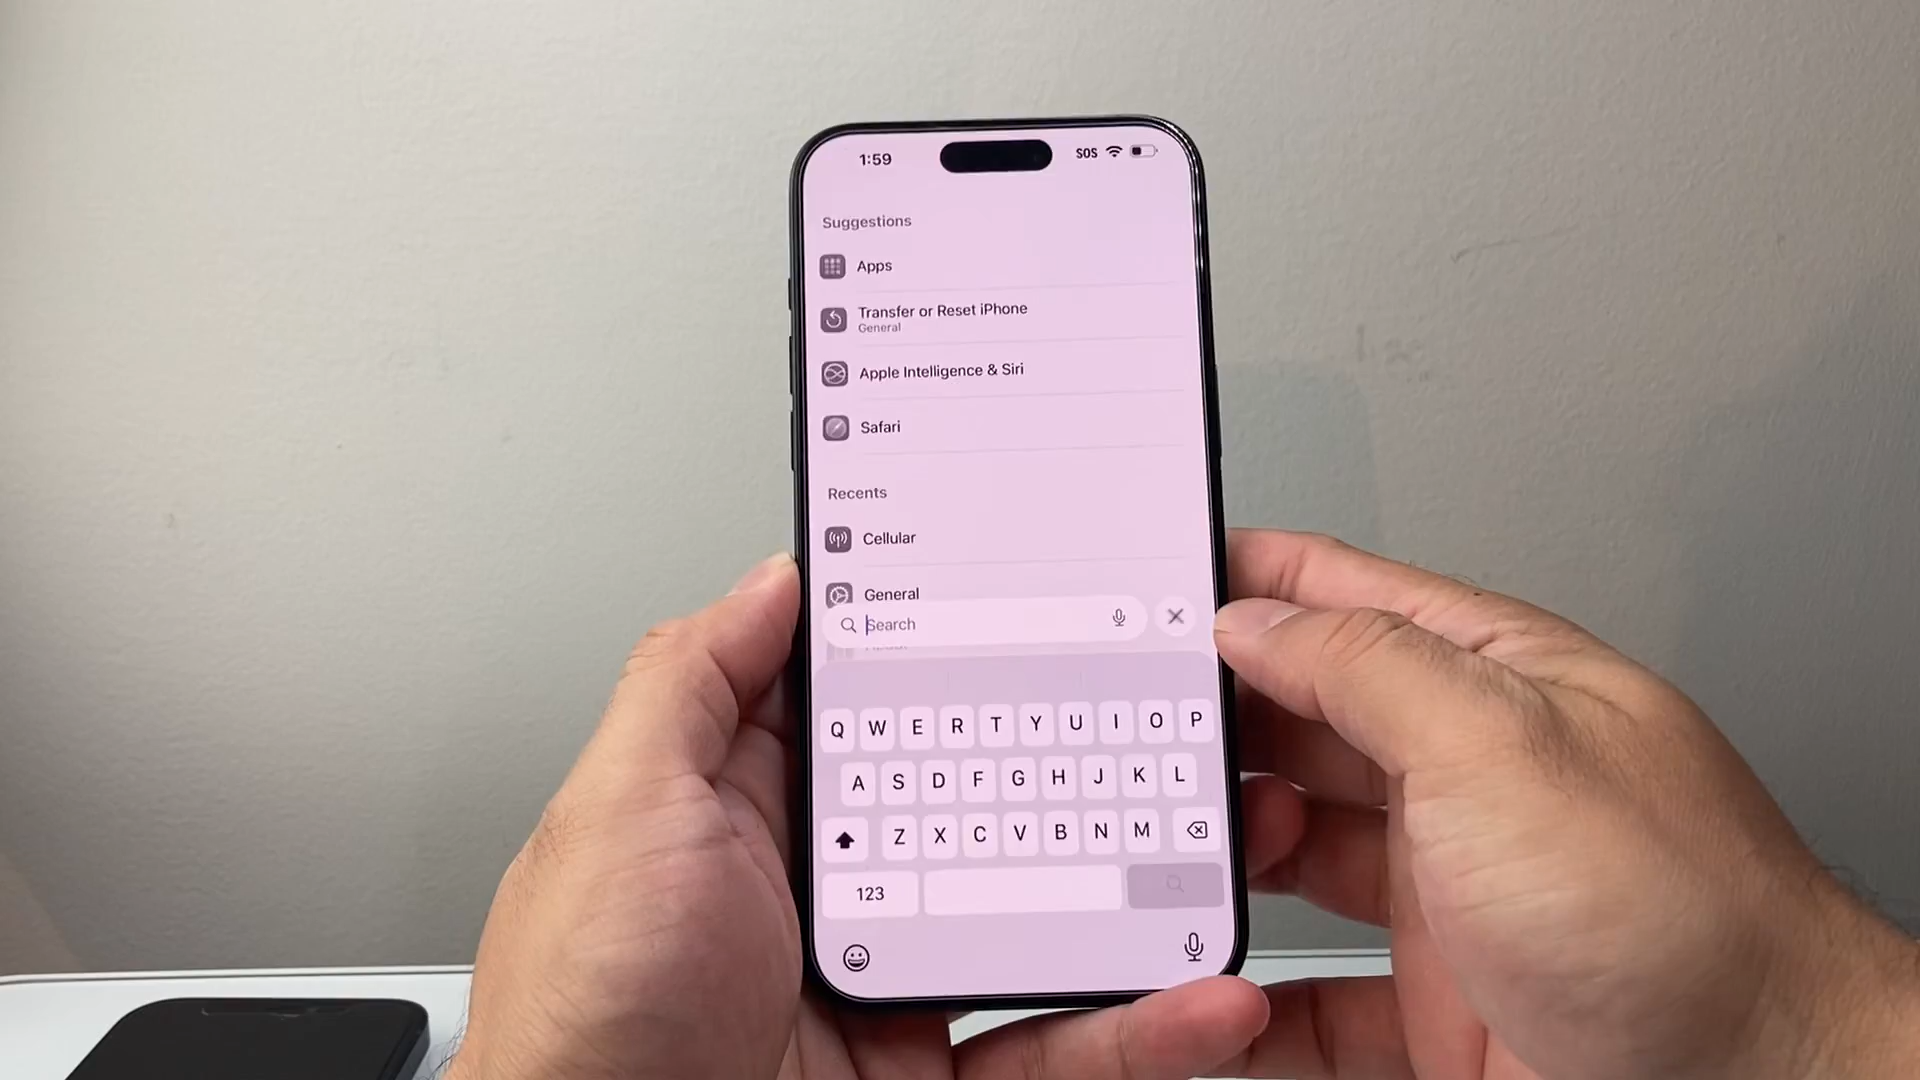 1:59 SOS
Suggestions
Apps
Transfer or Reset iPhone
General
Apple Intelligence & Siri
Safari
Recents
Cellular
General
Search
Q W E R T Y U I O P
A S D F G H J K L
Z X C V B N M
123